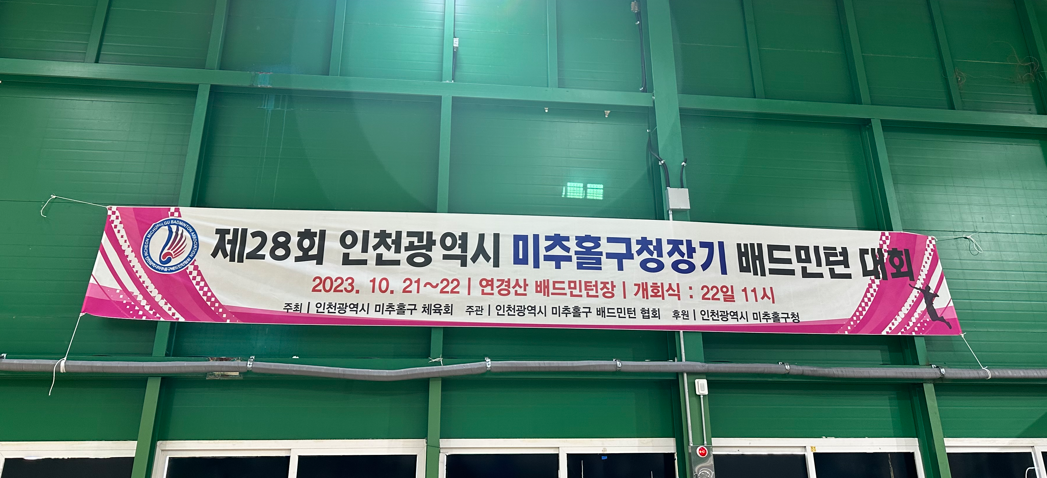 제28회 인천광역시 미추홀구청장기 배드민턴 대회
2023. 10. 21~22 | 연경산 배드민턴장 | 개회식 : 22일 11시
주최 | 인천광역시 미추홀구 체육회 주관 | 인천광역시 미추홀구 배드민턴 협회 후원 | 인천광역시 미추홀구청